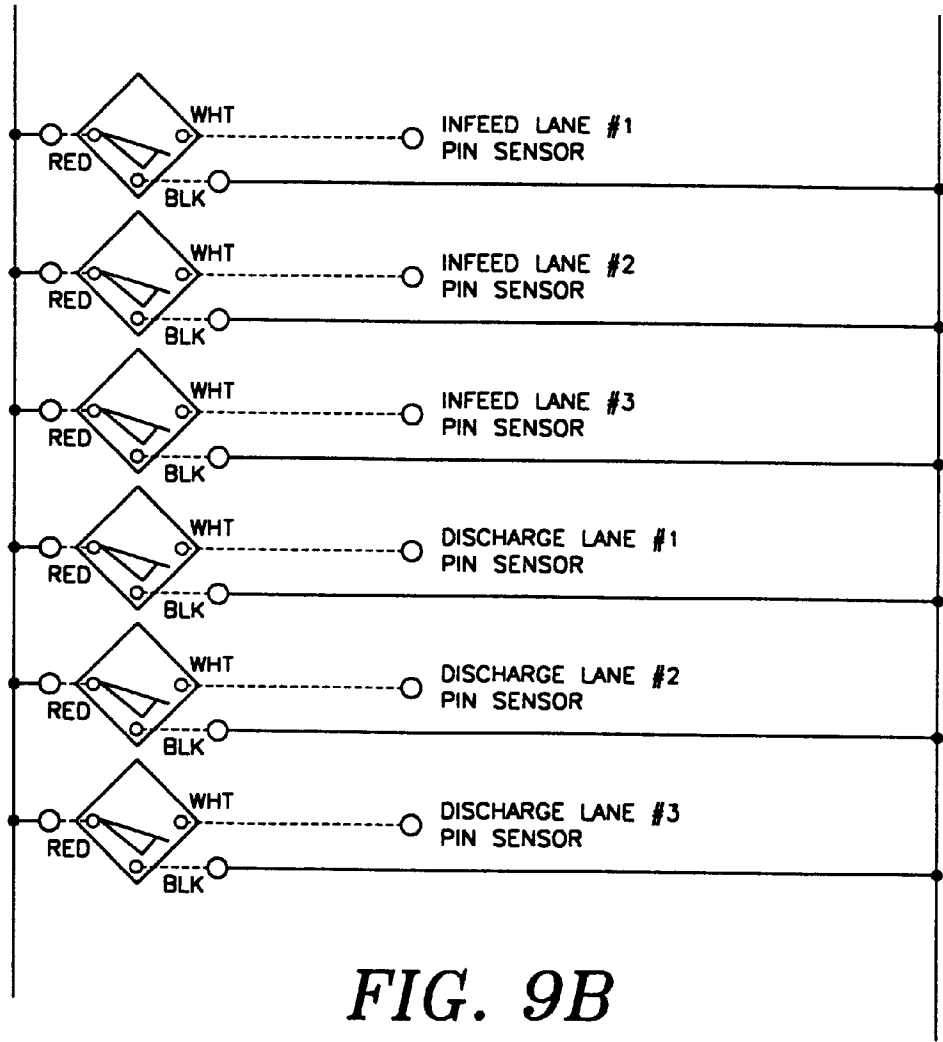 WHT
INFEED LANE #1
PIN SENSOR
RED
BLK
WHT
INFEED LANE #2
PIN SENSOR
RED
BLK
WHT
INFEED LANE #3
PIN SENSOR
RED
BLK
WHT
DISCHARGE LANE #1
PIN SENSOR
RED
BLK
WHT
DISCHARGE LANE #2
PIN SENSOR
RED
BLK
WHT
DISCHARGE LANE #3
PIN SENSOR
RED
BLK
FIG. 9B